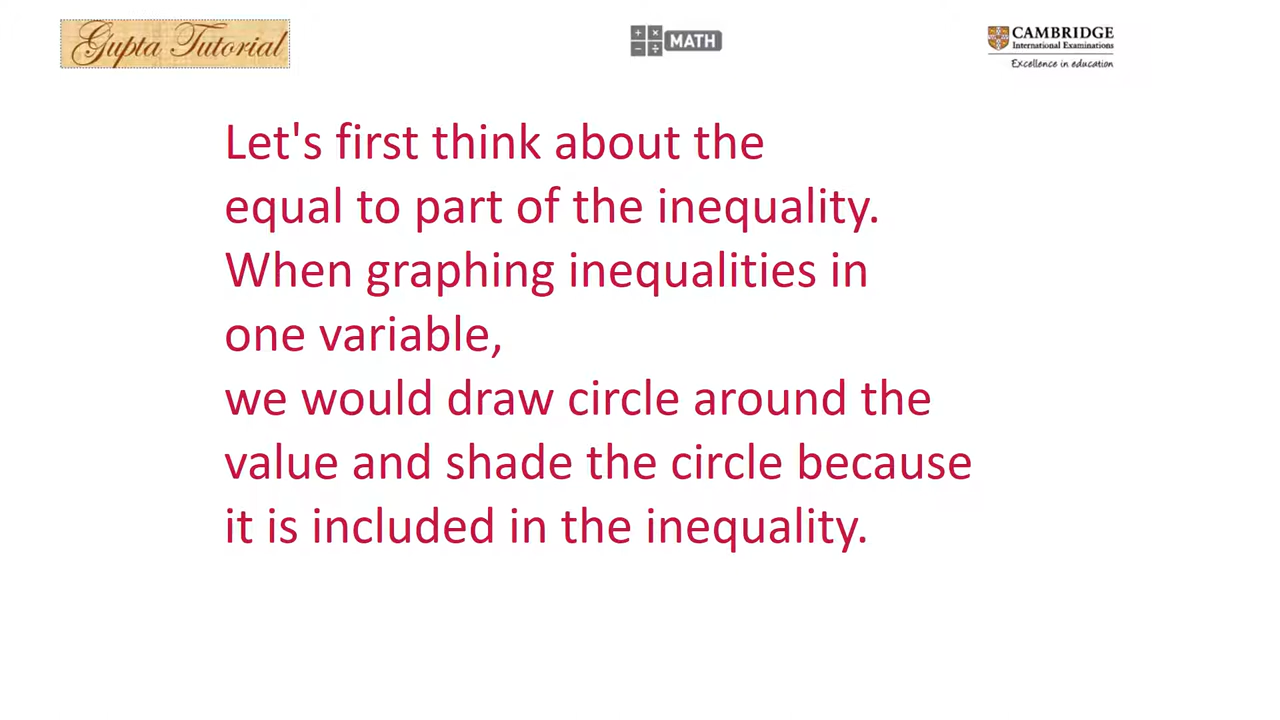 Gupta Tutorial
+ × - ÷ MATH
CAMBRIDGE
International Examinations
Excellence in education
Let's first think about the
equal to part of the inequality.
When graphing inequalities in
one variable,
we would draw circle around the
value and shade the circle because
it is included in the inequality.